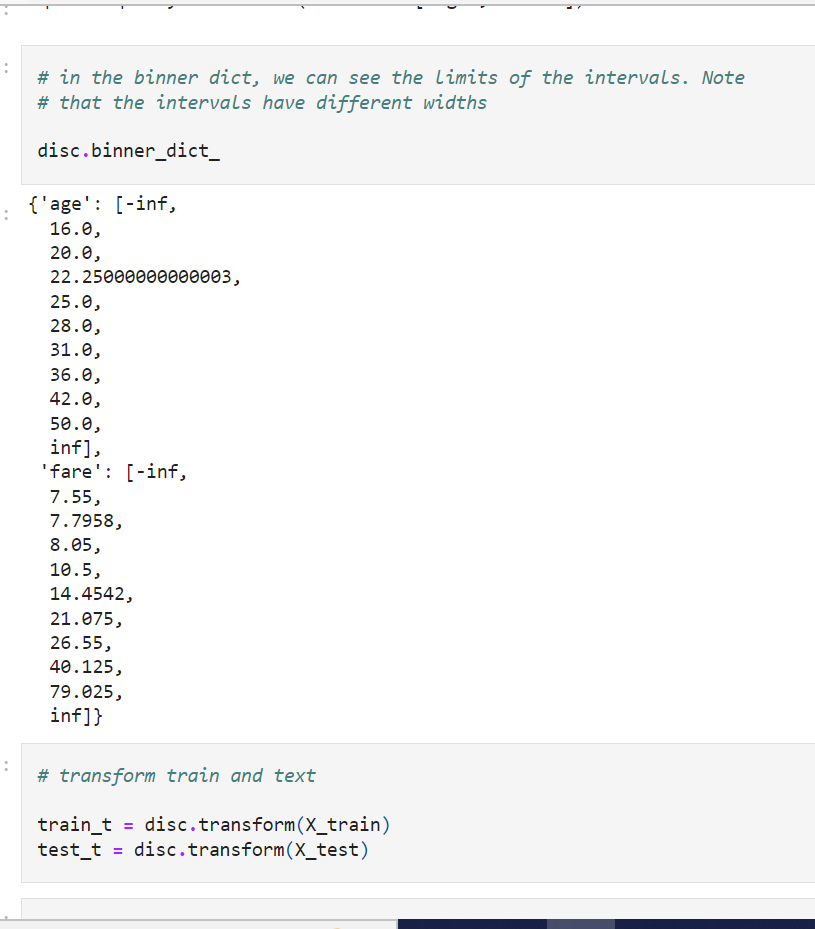 # in the binner dict, we can see the limits of the intervals. Note
# that the intervals have different widths
disc.binner_dict_
{'age': [-inf,
16.0,
20.0,
22.25000000000003,
25.0,
28.0,
31.0,
36.0,
42.0,
50.0,
inf],
'fare': [-inf,
7.55,
7.7958,
8.05,
10.5,
14.4542,
21.075,
26.55,
40.125,
79.025,
inf]}
# transform train and text
train_t = disc.transform(X_train)
test_t = disc.transform(X_test)